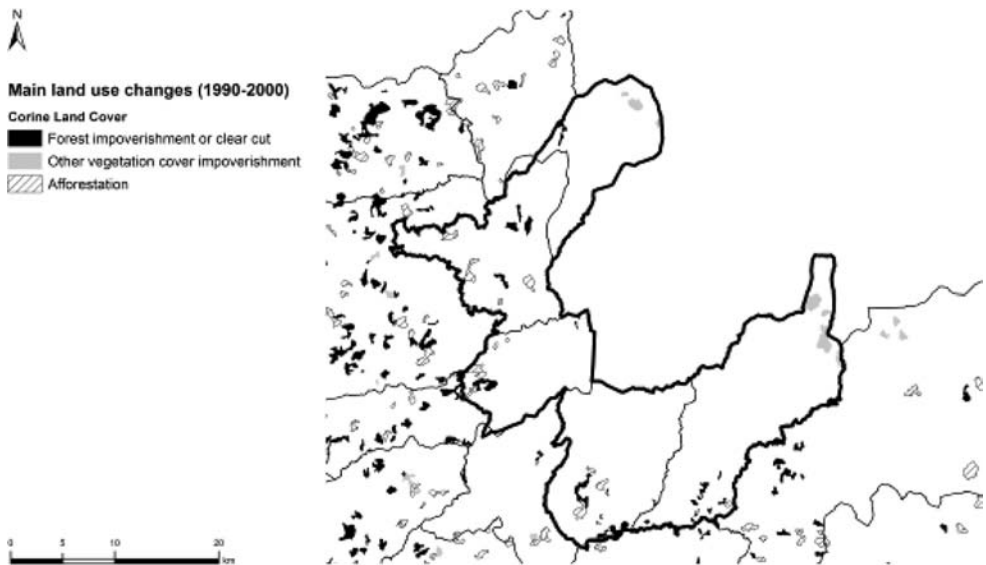 N
Main land use changes (1990-2000)
Corine Land Cover
Forest impoverishment or clear cut
Other vegetation cover impoverishment
Afforestation
0 5 10 20
km